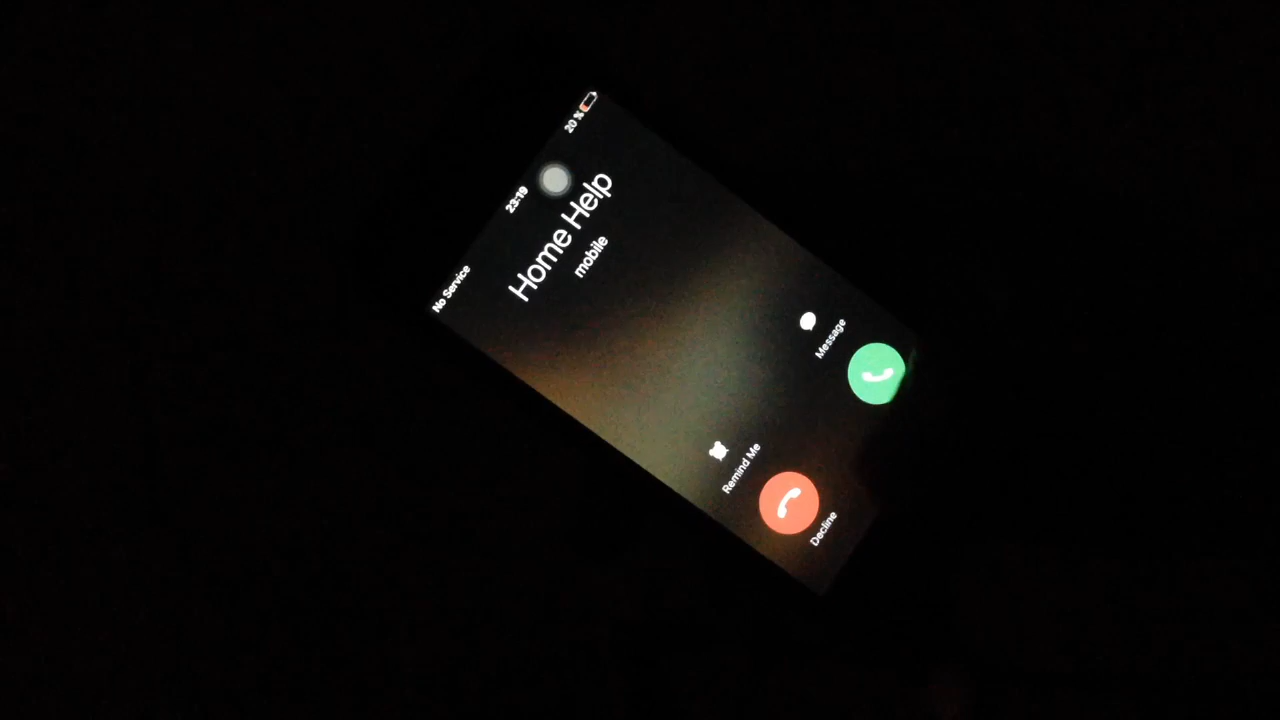 No Service 23:19 20 %
Home Help
mobile
Remind Me Message
Decline